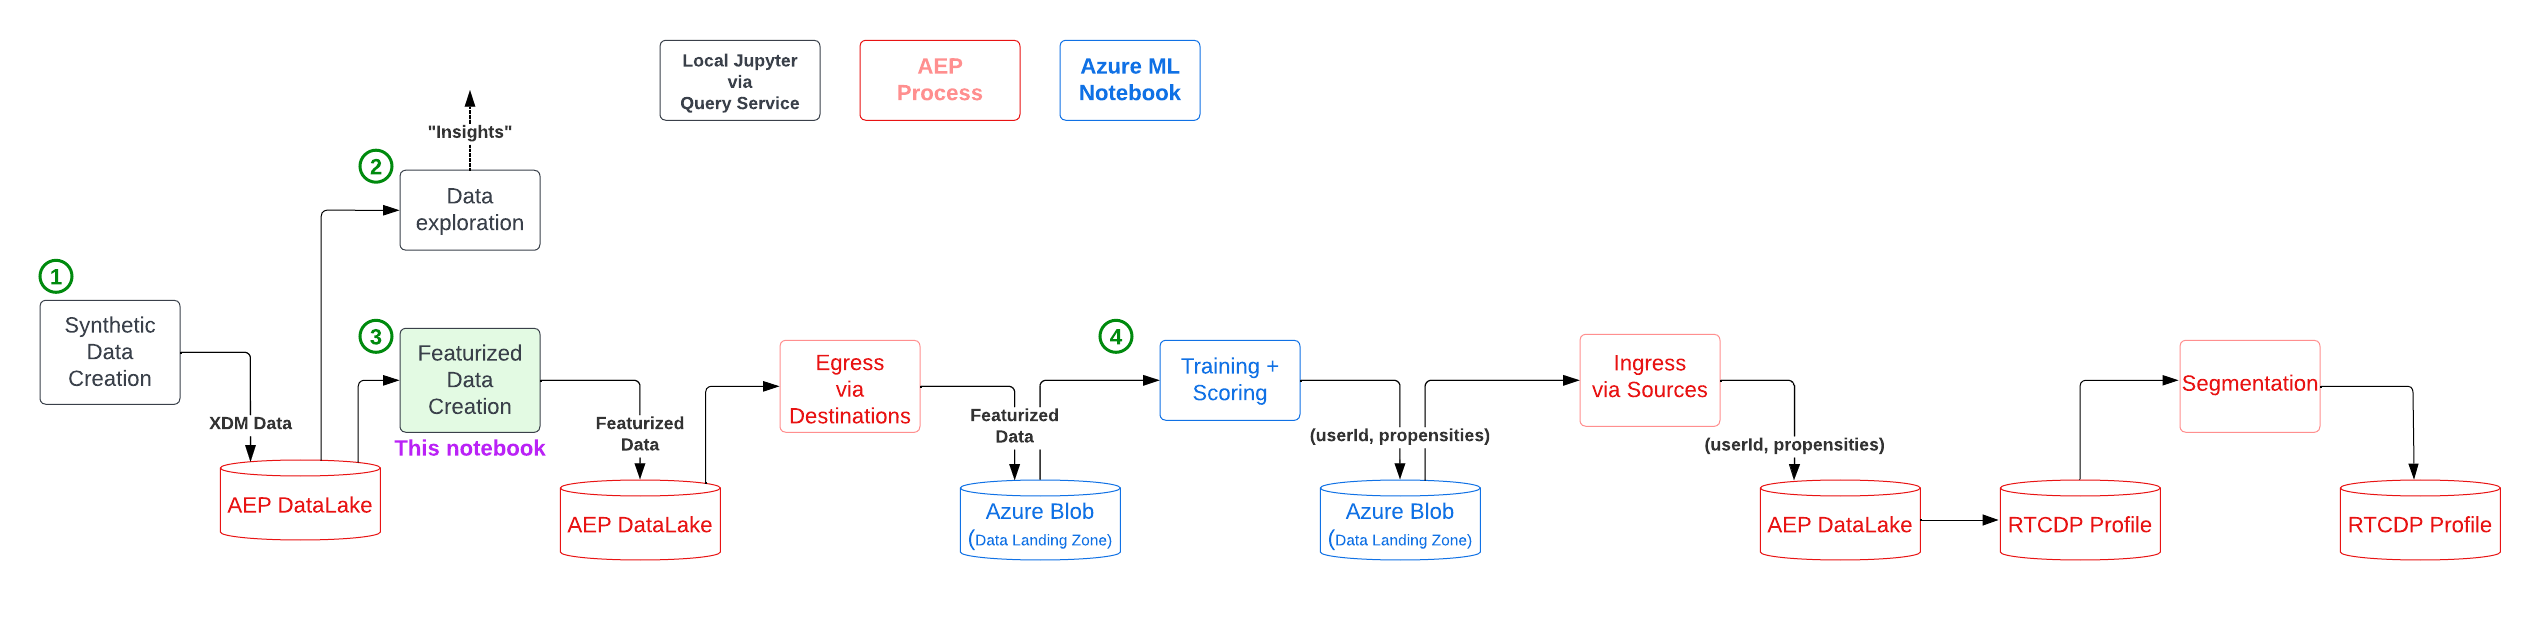 Local Jupyter
via
Query Service
AEP
Process
Azure ML
Notebook
"Insights"
2
Data
exploration
1
Synthetic
Data
Creation
XDM Data
AEP DataLake
3
Featurized
Data
Creation
This notebook
Featurized
Data
AEP DataLake
Egress
via
Destinations
Featurized
Data
Azure Blob
(Data Landing Zone)
4
Training +
Scoring
(userId, propensities)
Azure Blob
(Data Landing Zone)
Ingress
via Sources
(userId, propensities)
AEP DataLake
RTCDP Profile
Segmentation
RTCDP Profile